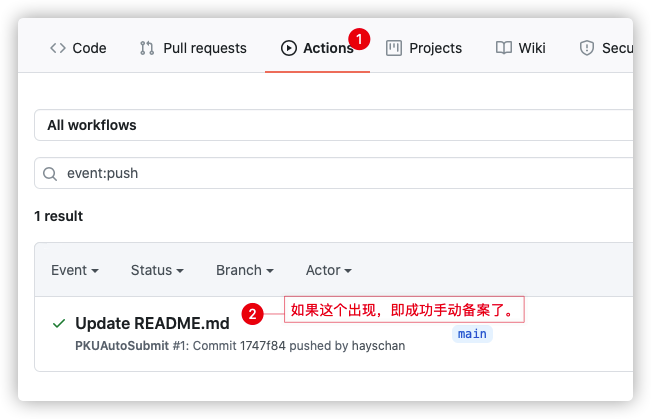 Code Pull requests Actions 1 Projects Wiki Secu
All workflows
event:push
1 result
Event Status Branch Actor
Update README.md 2 如果这个出现，即成功手动备案了。
main
PKUAutoSubmit #1: Commit 1747f84 pushed by hayschan